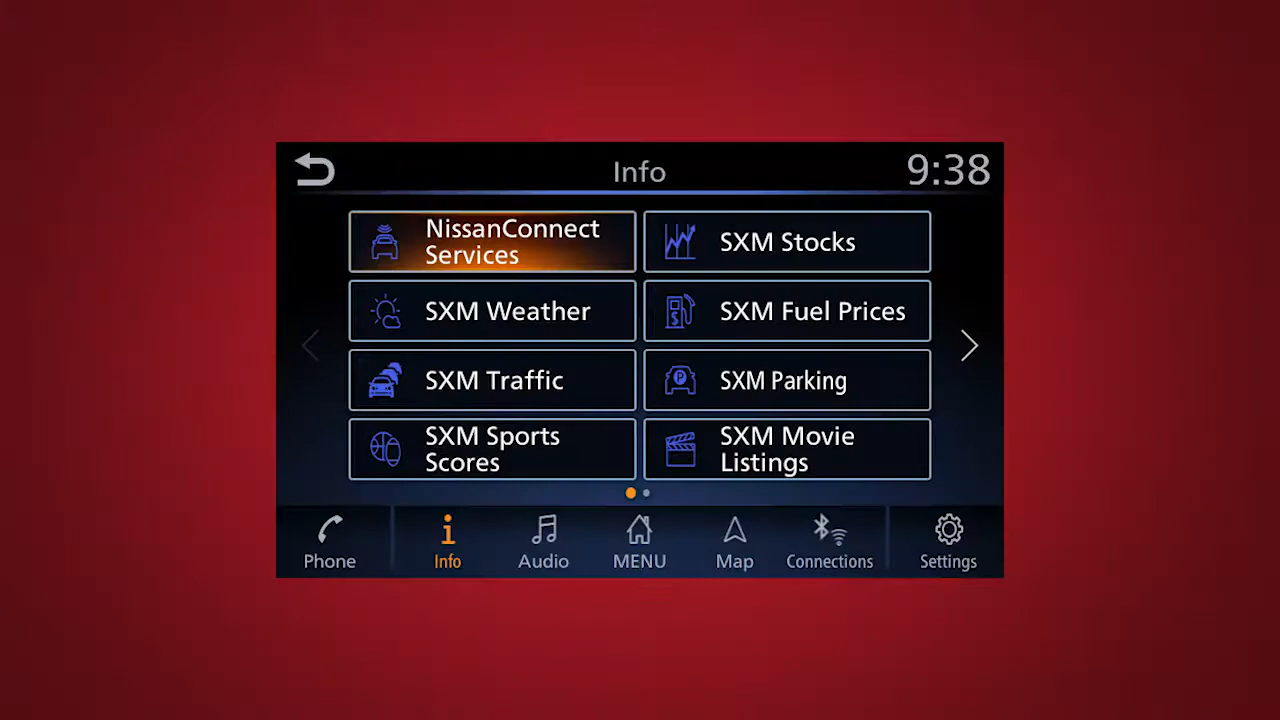 Info
9:38
NissanConnect
Services
SXM Stocks
SXM Weather
SXM Fuel Prices
SXM Traffic
SXM Parking
SXM Sports
Scores
SXM Movie
Listings
Phone
Info
Audio
MENU
Map
Connections
Settings